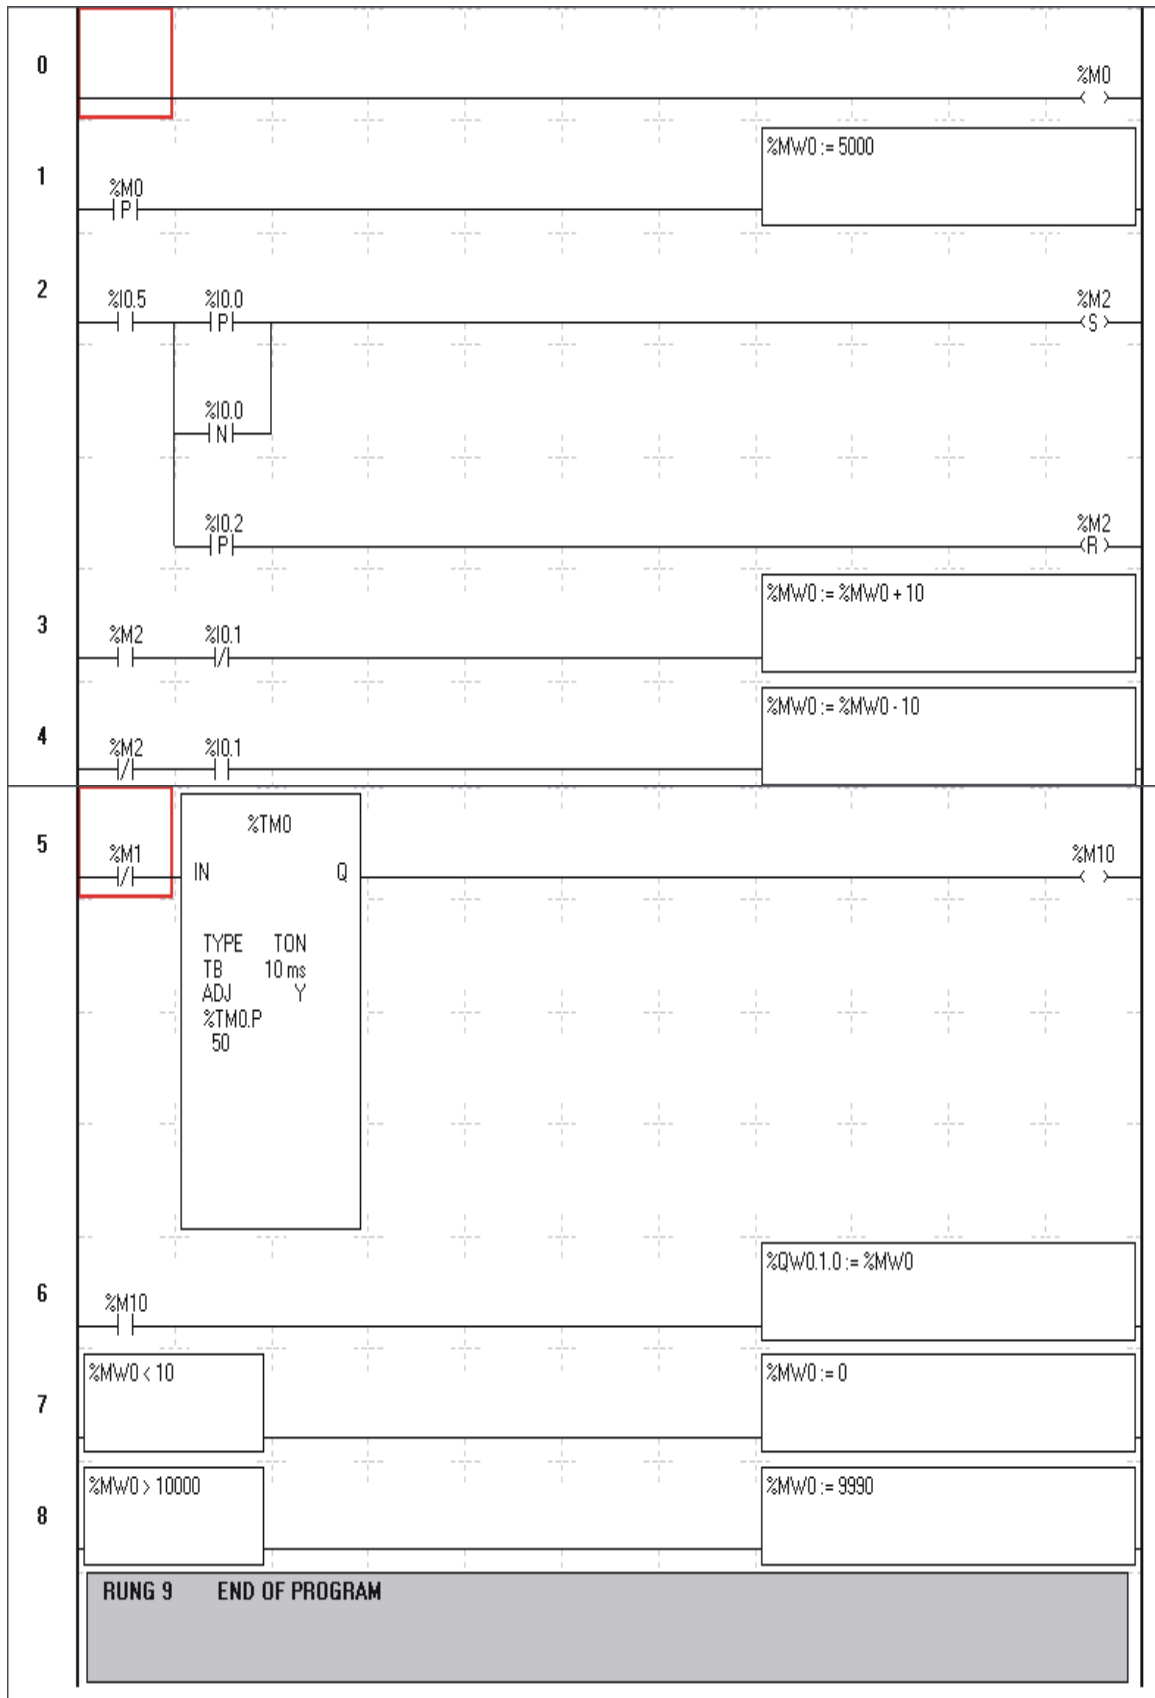 0
%M0
%MW0 := 5000
1
%M0
P
2
%I0.5 %I0.0 %M2
P S
%I0.0
N
%I0.2 %M2
P R
%MW0 := %MW0 + 10
3
%M2 %I0.1
%MW0 := %MW0 - 10
4
%M2 %I0.1
%TM0
5
%M1 %M10
IN Q
TYPE TON
TB 10 ms
ADJ Y
%TM0.P
50
%QW0.1.0 := %MW0
6
%M10
%MW0 < 10 %MW0 := 0
7
%MW0 > 10000 %MW0 := 9990
8
RUNG 9 END OF PROGRAM